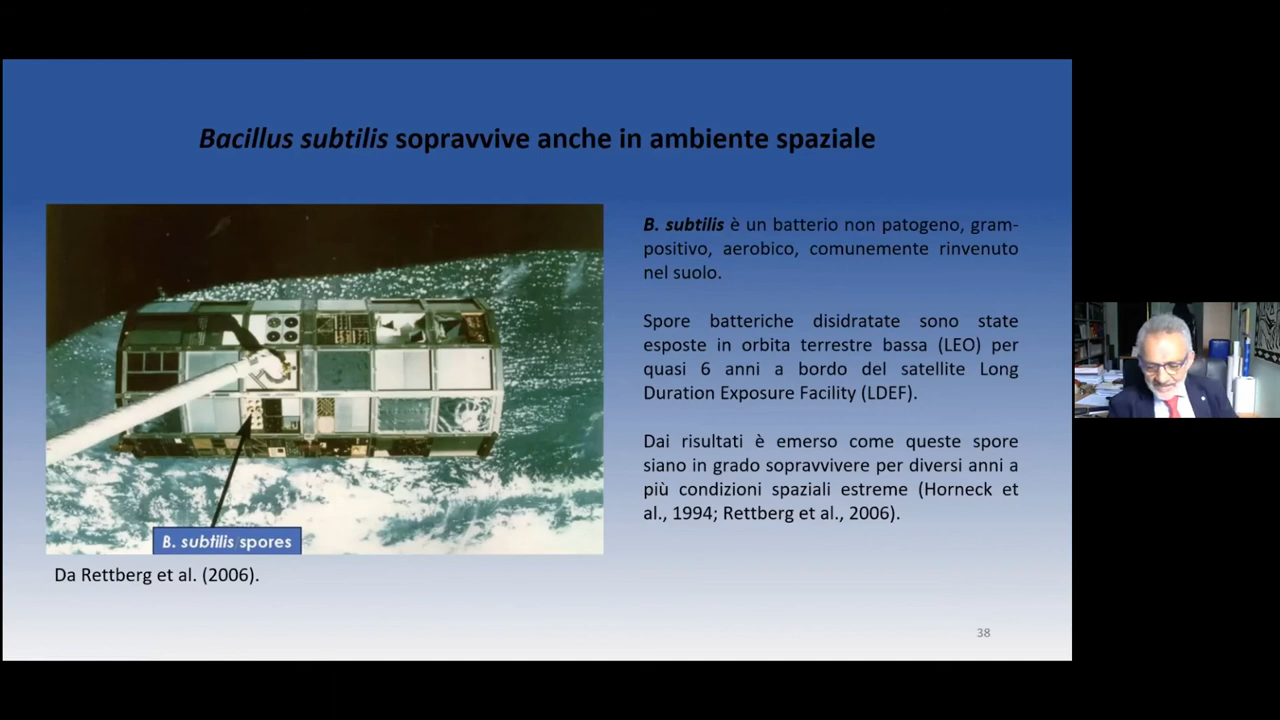 Bacillus subtilis sopravvive anche in ambiente spaziale
B. subtilis è un batterio non patogeno, gram-
positivo, aerobico, comunemente rinvenuto
nel suolo.
Spore batteriche disidratate sono state
esposte in orbita terrestre bassa (LEO) per
quasi 6 anni a bordo del satellite Long
Duration Exposure Facility (LDEF).
Dai risultati è emerso come queste spore
siano in grado sopravvivere per diversi anni a
più condizioni spaziali estreme (Horneck et
al., 1994; Rettberg et al., 2006).
B. subtilis spores
Da Rettberg et al. (2006).
38